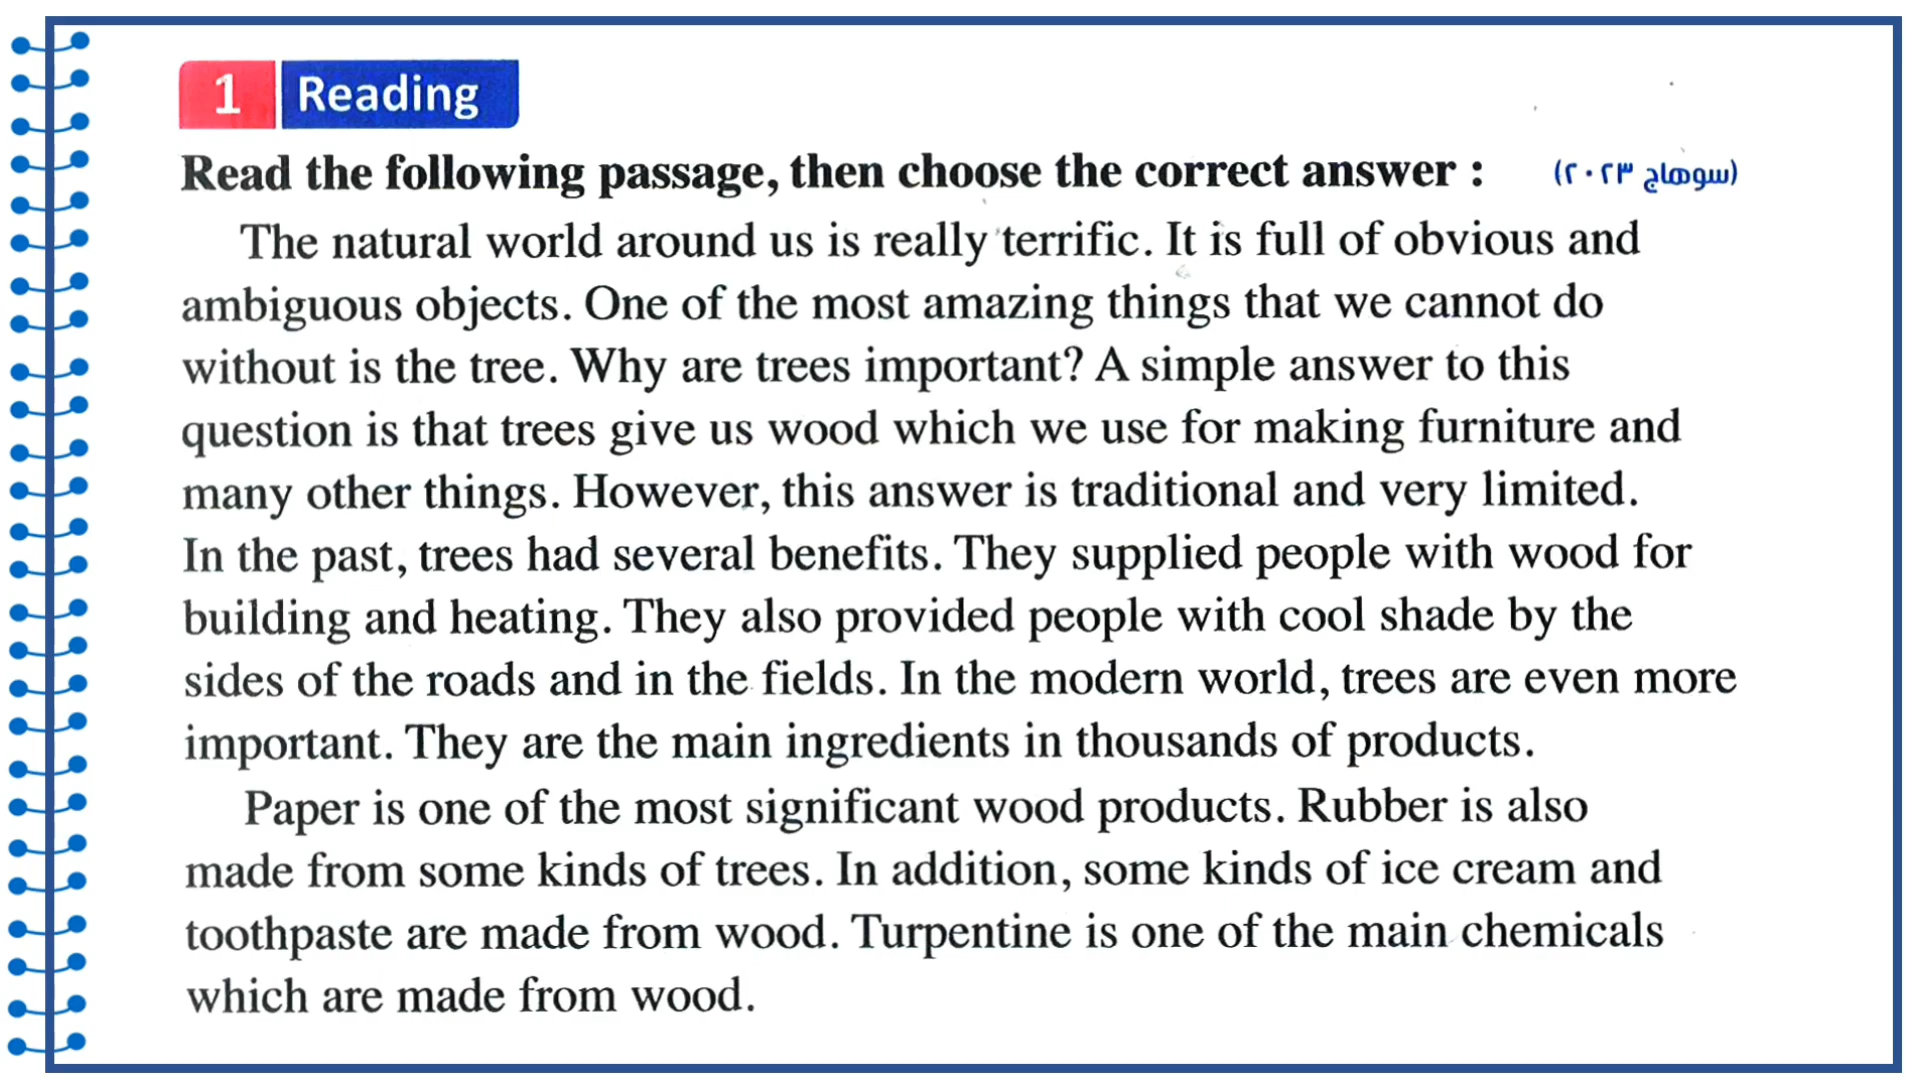 1 Reading
Read the following passage, then choose the correct answer : (سوهاج ٢٠٢٣)
The natural world around us is really terrific. It is full of obvious and
ambiguous objects. One of the most amazing things that we cannot do
without is the tree. Why are trees important? A simple answer to this
question is that trees give us wood which we use for making furniture and
many other things. However, this answer is traditional and very limited.
In the past, trees had several benefits. They supplied people with wood for
building and heating. They also provided people with cool shade by the
sides of the roads and in the fields. In the modern world, trees are even more
important. They are the main ingredients in thousands of products.
Paper is one of the most significant wood products. Rubber is also
made from some kinds of trees. In addition, some kinds of ice cream and
toothpaste are made from wood. Turpentine is one of the main chemicals
which are made from wood.